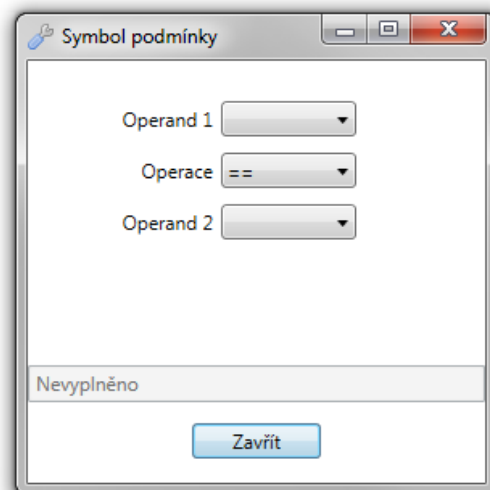 Symbol podmínky
Operand 1
Operace ==
Operand 2
Nevyplněno
Zavřít